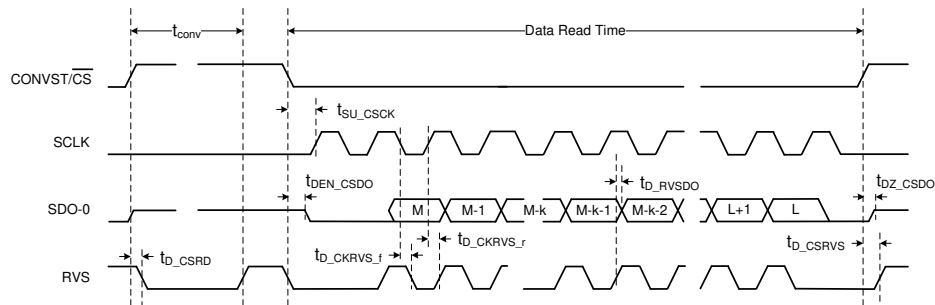 t_conv
Data Read Time
CONVST/CS
t_SU_CSCK
SCLK
t_DEN_CSDO
t_D_RVSDO
t_DZ_CSDO
SDO-0
M M-1 M-k M-k-1 M-k-2 L+1 L
t_D_CSRD
t_D_CKRVS_f
t_D_CKRVS_r
t_D_CSRVS
RVS